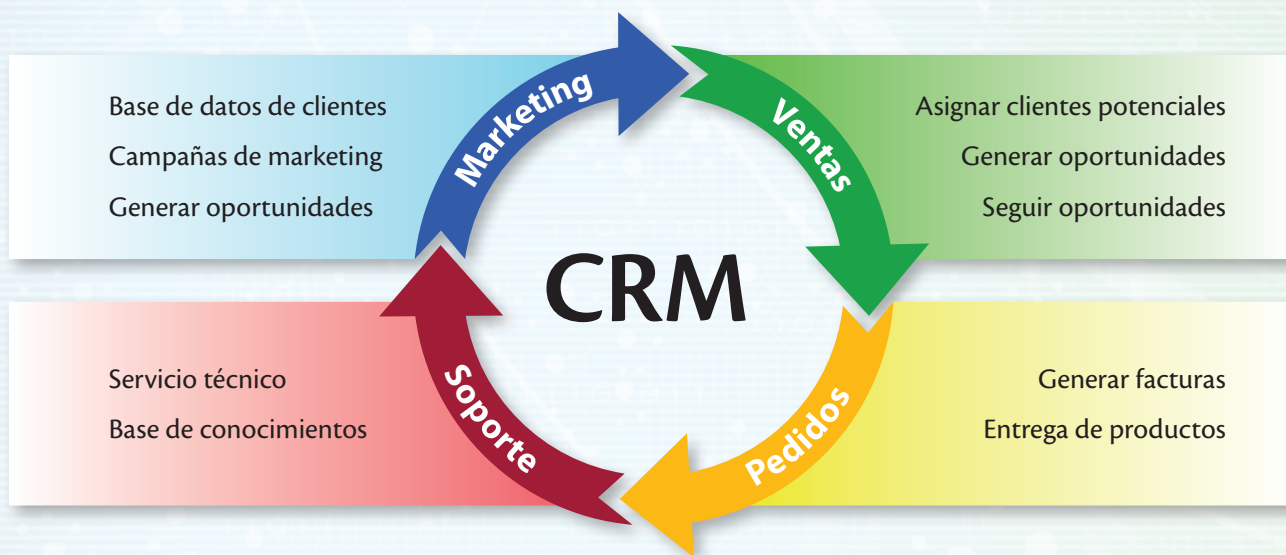 Marketing
Base de datos de clientes
Campañas de marketing
Generar oportunidades
Ventas
Asignar clientes potenciales
Generar oportunidades
Seguir oportunidades
CRM
Soporte
Servicio técnico
Base de conocimientos
Pedidos
Generar facturas
Entrega de productos